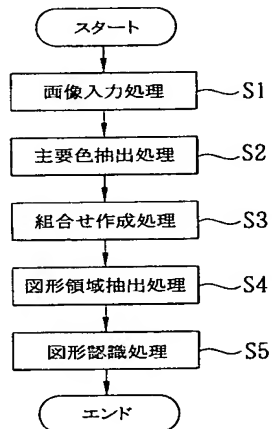 スタート
画像入力処理 S1
主要色抽出処理 S2
組合せ作成処理 S3
図形領域抽出処理 S4
図形認識処理 S5
エンド